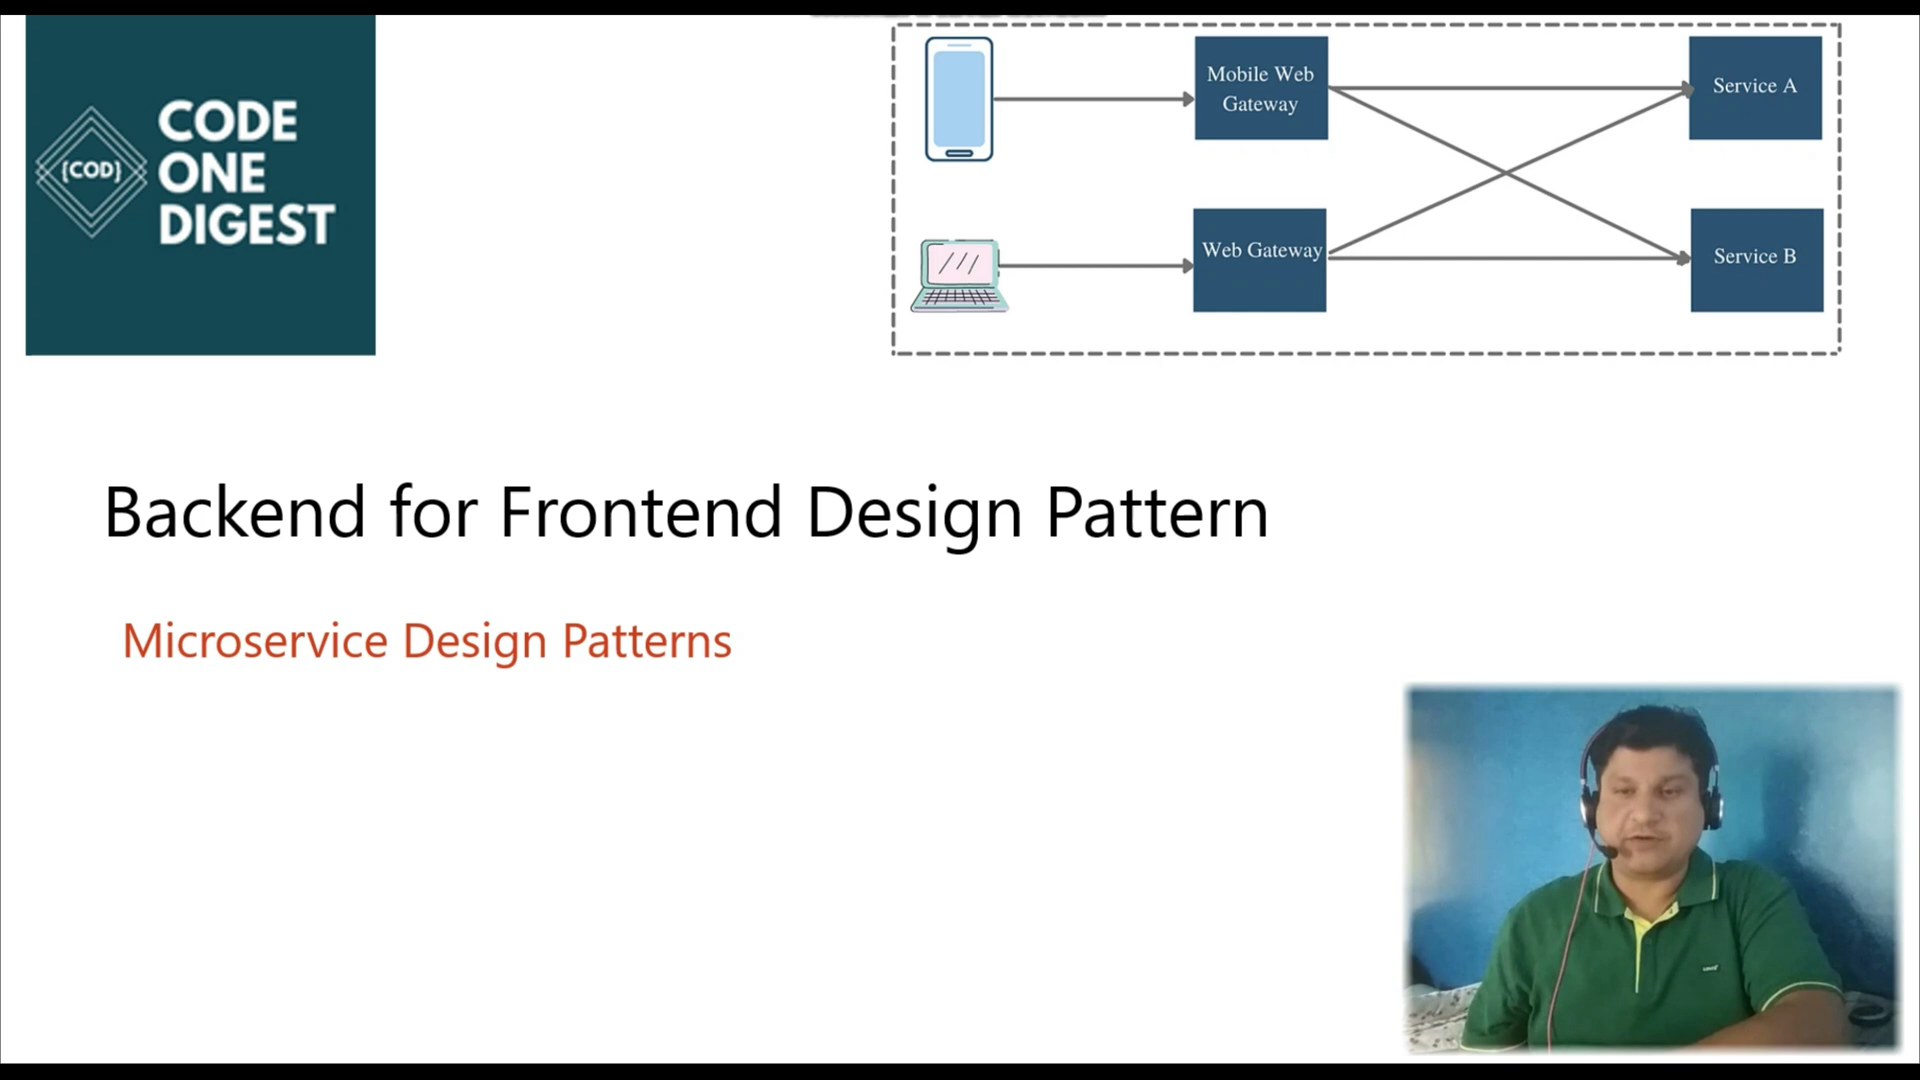 {COD}
CODE
ONE
DIGEST
Mobile Web
Gateway
Service A
Web Gateway
Service B
Backend for Frontend Design Pattern
Microservice Design Patterns